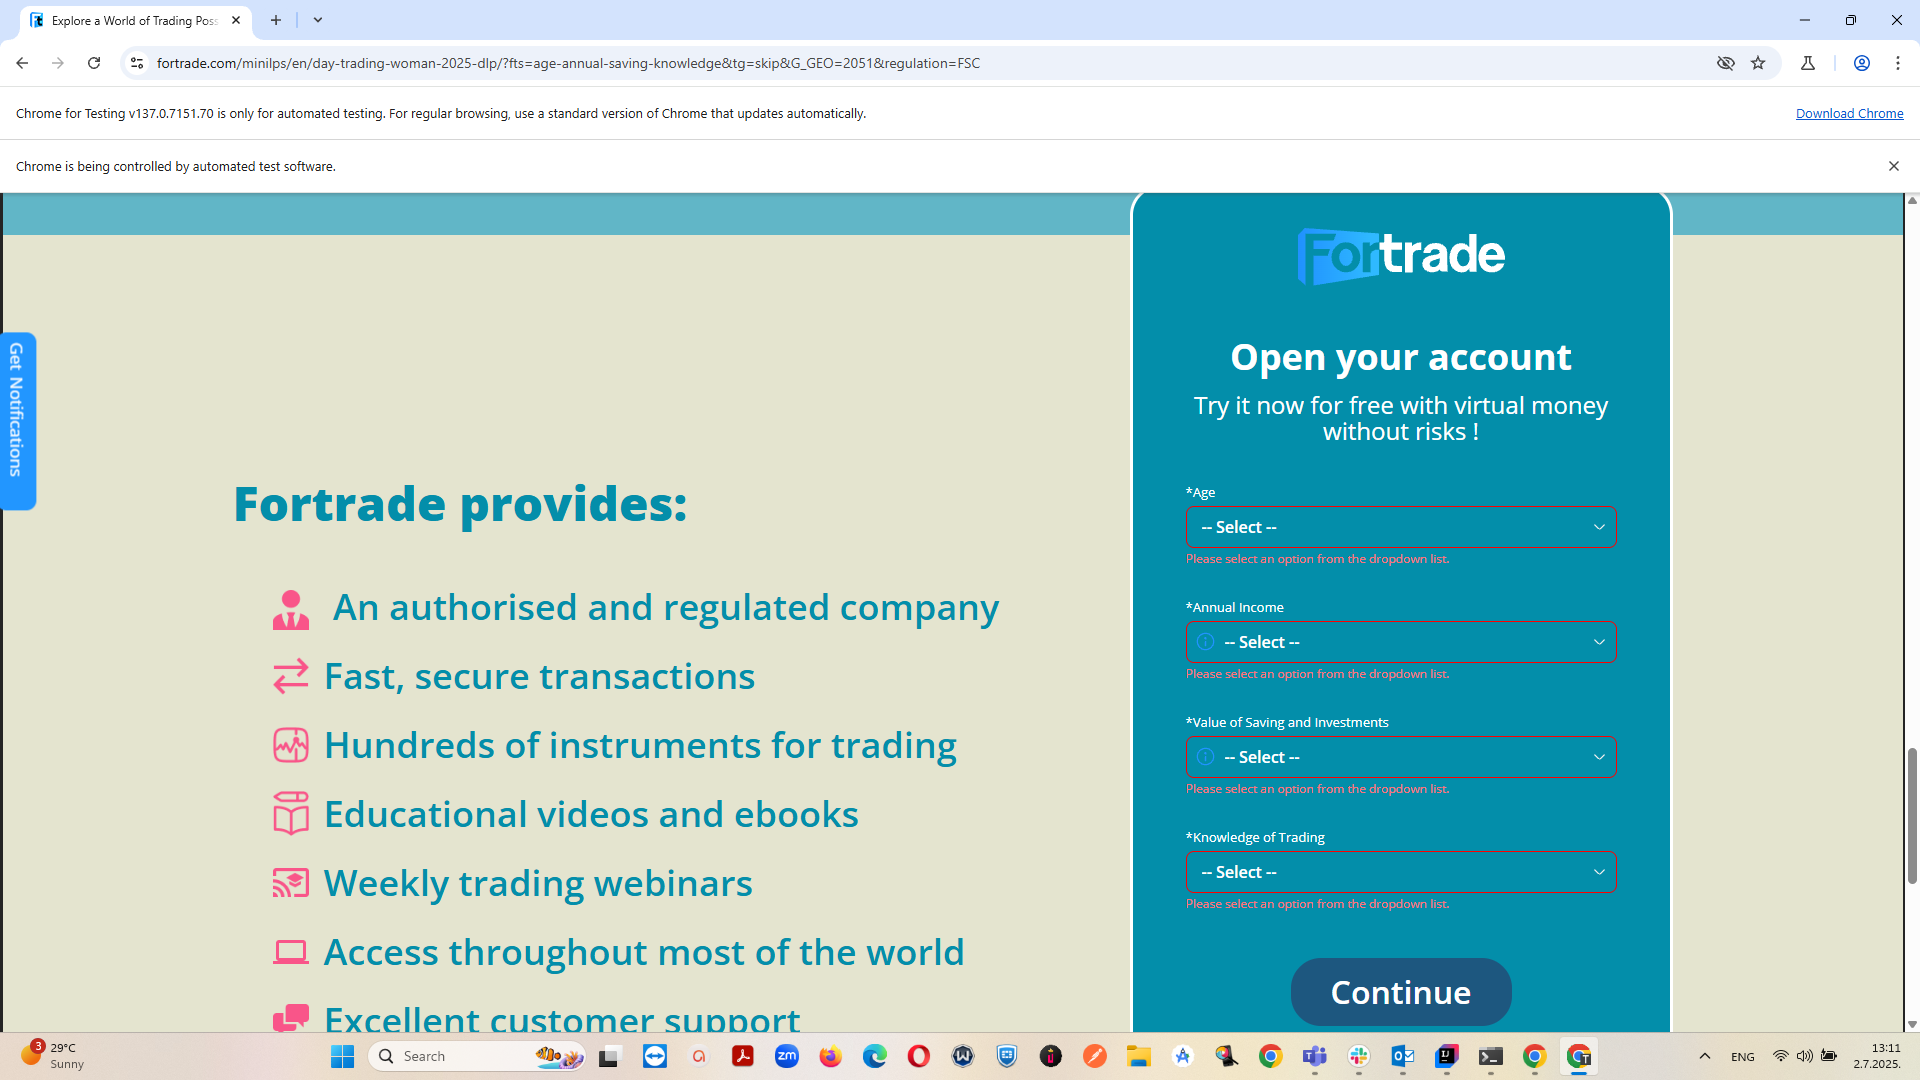 Explore a World of Trading Poss
fortrade.com/minilps/en/day-trading-woman-2025-dlp/?fts=age-annual-saving-knowledge&tg=skip&G_GEO=2051&regulation=FSC
Chrome for Testing v137.0.7151.70 is only for automated testing. For regular browsing, use a standard version of Chrome that updates automatically.
Download Chrome
Chrome is being controlled by automated test software.
Get Notifications
Fortrade provides:
An authorised and regulated company
Fast, secure transactions
Hundreds of instruments for trading
Educational videos and ebooks
Weekly trading webinars
Access throughout most of the world
Excellent customer support
Fortrade
Open your account
Try it now for free with virtual money
without risks !
*Age
-- Select --
Please select an option from the dropdown list.
*Annual Income
-- Select --
Please select an option from the dropdown list.
*Value of Saving and Investments
-- Select --
Please select an option from the dropdown list.
*Knowledge of Trading
-- Select --
Please select an option from the dropdown list.
Continue
3
29°C
Sunny
Search
zm
ENG
13:11
2.7.2025.